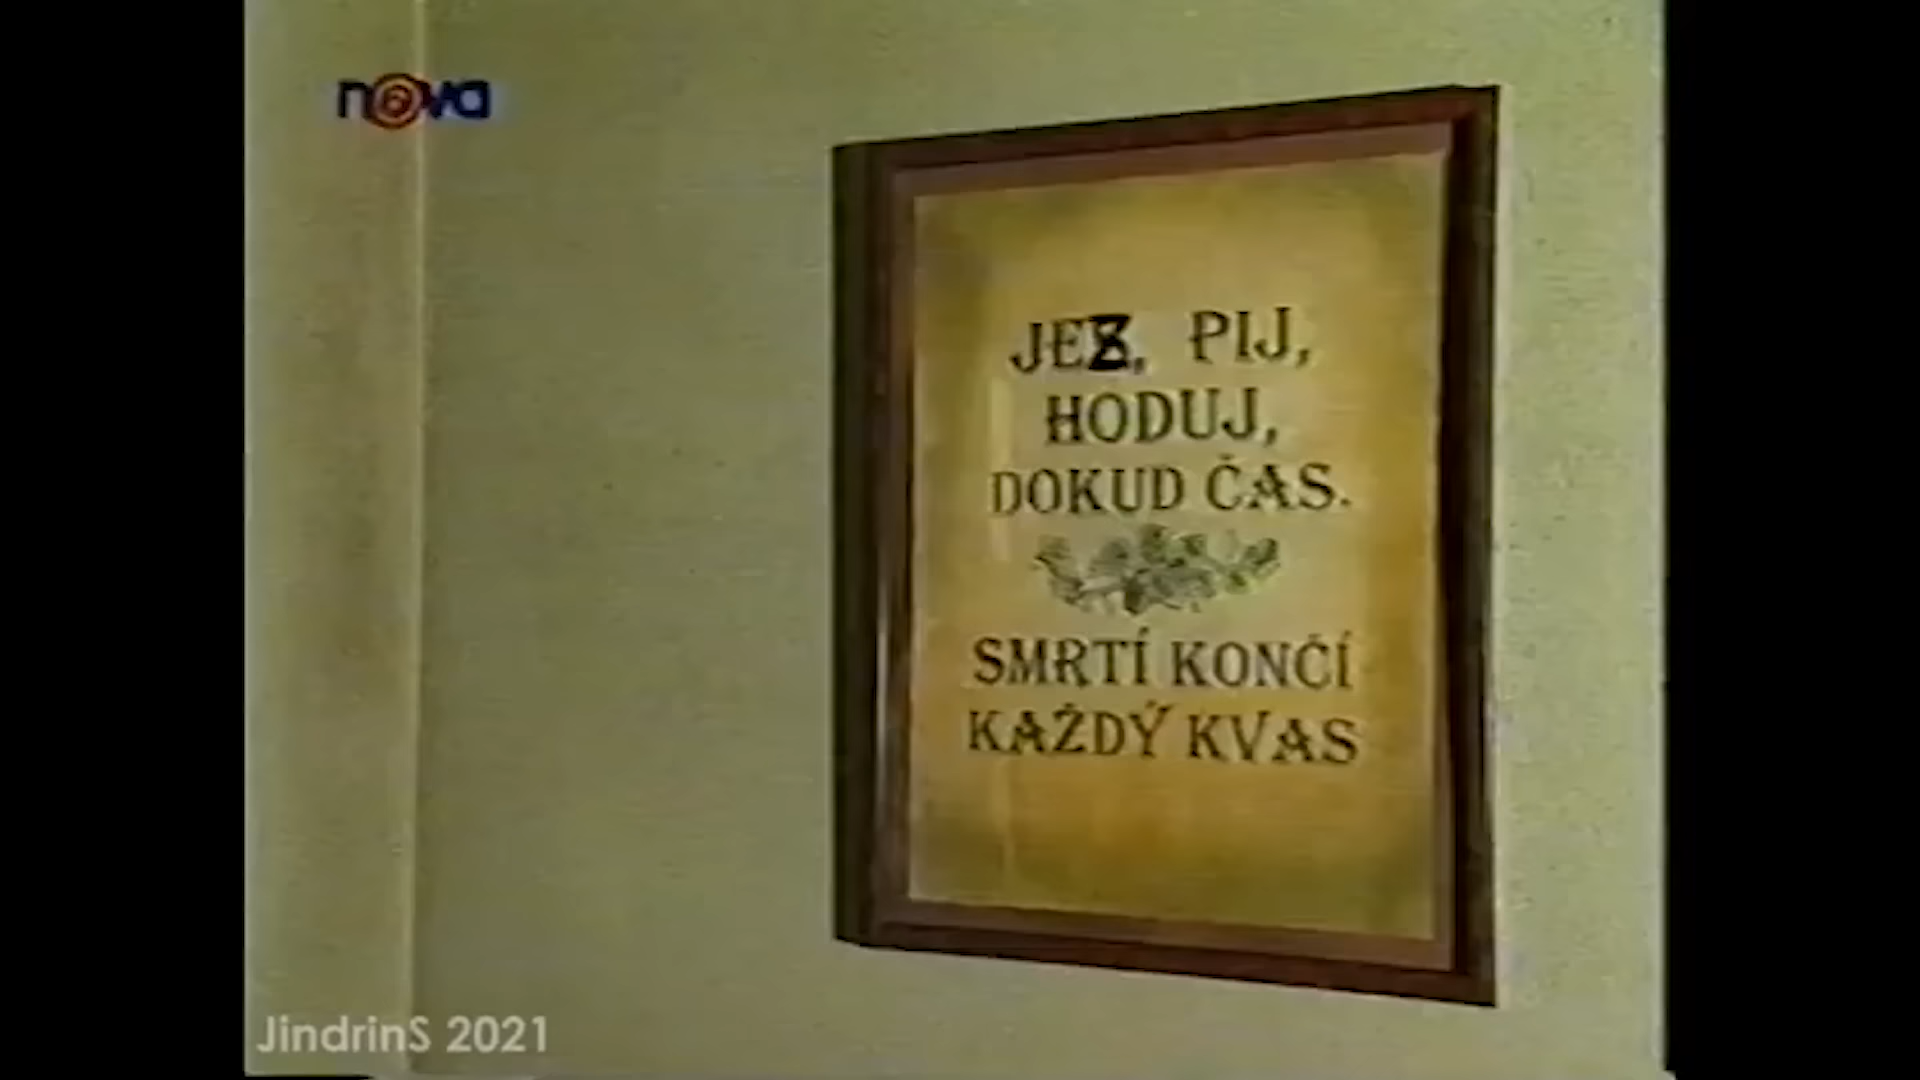 nova
JEZ, PIJ,
HODUJ,
DOKUD ČAS.
SMRTÍ KONČÍ
KAŽDÝ KVAS
JindrinS 2021